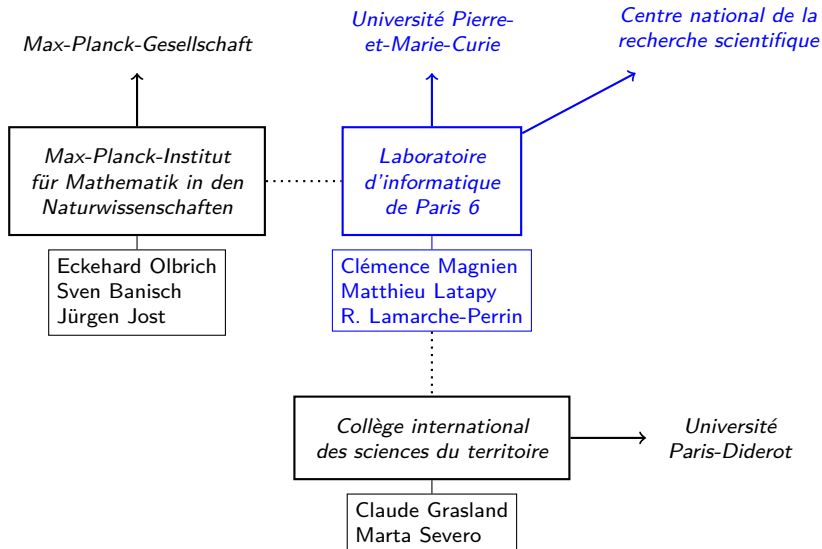 Max-Planck-Gesellschaft
Université Pierre-
et-Marie-Curie
Centre national de la
recherche scientifique
Max-Planck-Institut
für Mathematik in den
Naturwissenschaften
Laboratoire
d'informatique
de Paris 6
Eckehard Olbrich
Sven Banisch
Jürgen Jost
Clémence Magnien
Matthieu Latapy
R. Lamarche-Perrin
Collège international
des sciences du territoire
Université
Paris-Diderot
Claude Grasland
Marta Severo